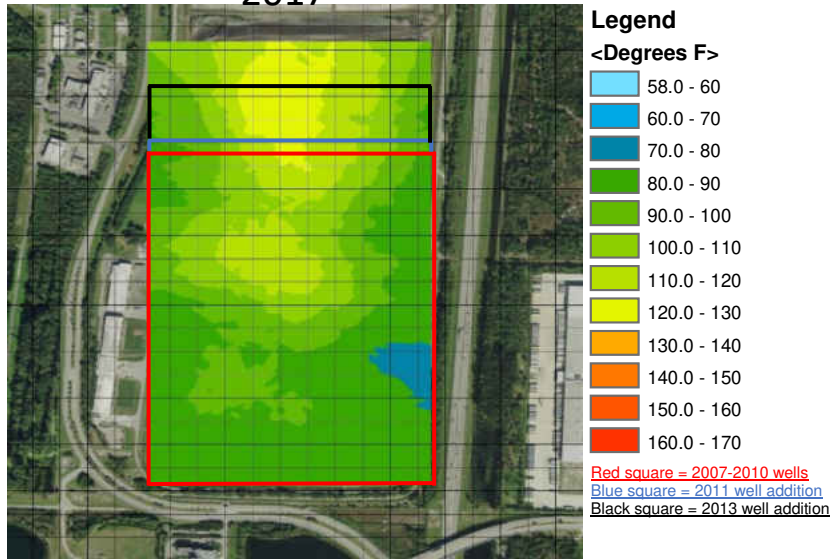 2017
Legend
<Degrees F>
58.0 - 60
60.0 - 70
70.0 - 80
80.0 - 90
90.0 - 100
100.0 - 110
110.0 - 120
120.0 - 130
130.0 - 140
140.0 - 150
150.0 - 160
160.0 - 170
Red square = 2007-2010 wells
Blue square = 2011 well addition
Black square = 2013 well addition